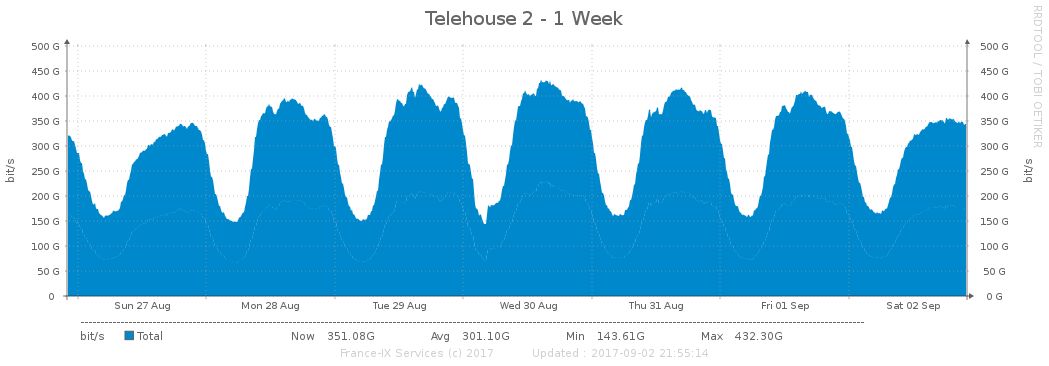 Telehouse 2 - 1 Week
RRDTOOL / TOBI OETIKER
500 G 500 G
450 G 450 G
400 G 400 G
350 G 350 G
300 G 300 G
250 G 250 G
200 G 200 G
150 G 150 G
100 G 100 G
50 G 50 G
0 0 G
bit/s bit/s
Sun 27 Aug Mon 28 Aug Tue 29 Aug Wed 30 Aug Thu 31 Aug Fri 01 Sep Sat 02 Sep
bit/s Total Now 351.08G Avg 301.10G Min 143.61G Max 432.30G
France-IX Services (c) 2017 Updated : 2017-09-02 21:55:14